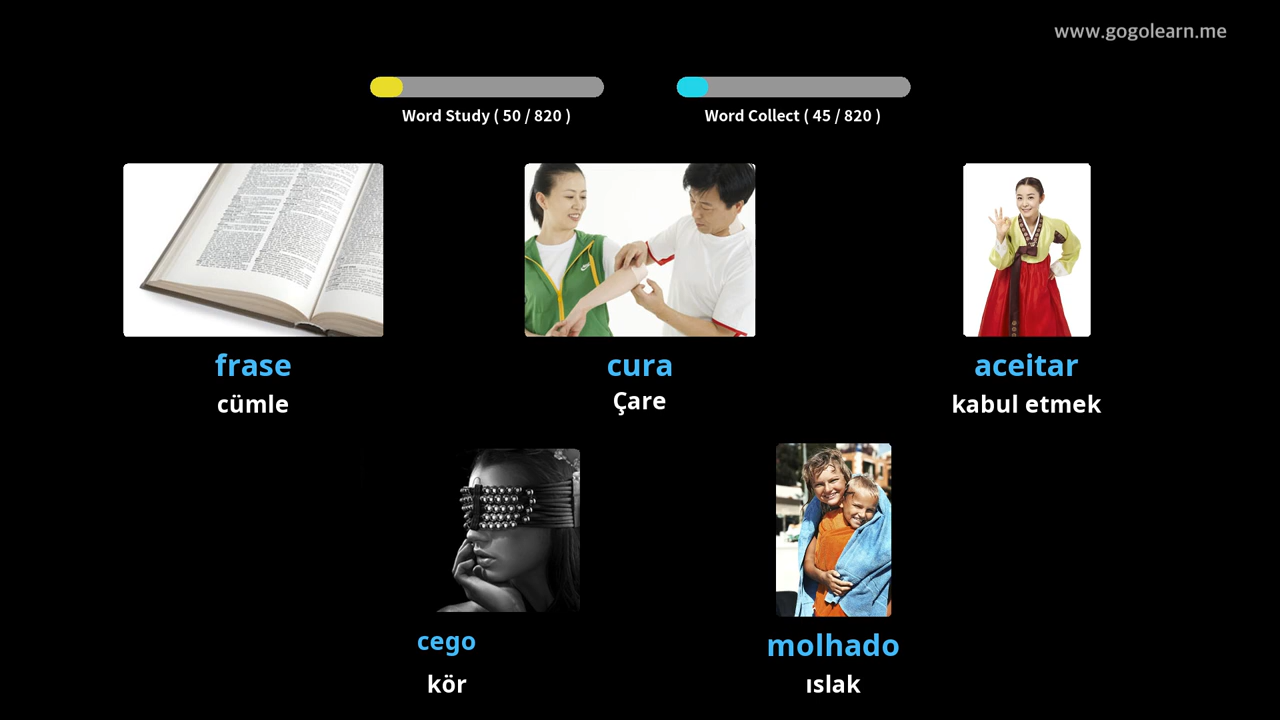 www.gogolearn.me
Word Study ( 50 / 820 )
Word Collect ( 45 / 820 )
frase
cura
aceitar
cümle
Çare
kabul etmek
cego
molhado
kör
ıslak